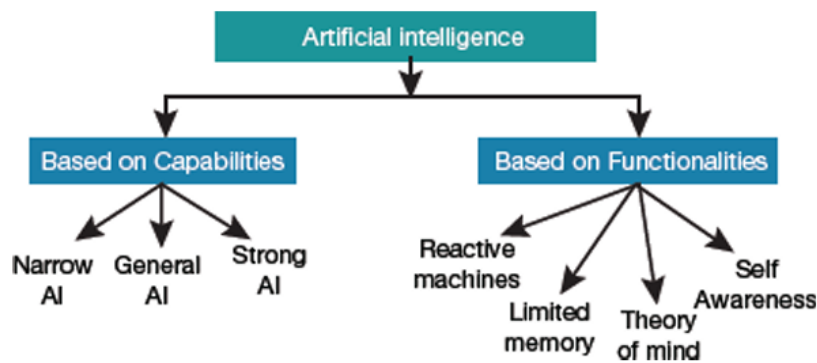 Artificial intelligence
Based on Capabilities
Based on Functionalities
Narrow
AI
General
AI
Strong
AI
Reactive
machines
Limited
memory
Theory
of mind
Self
Awareness